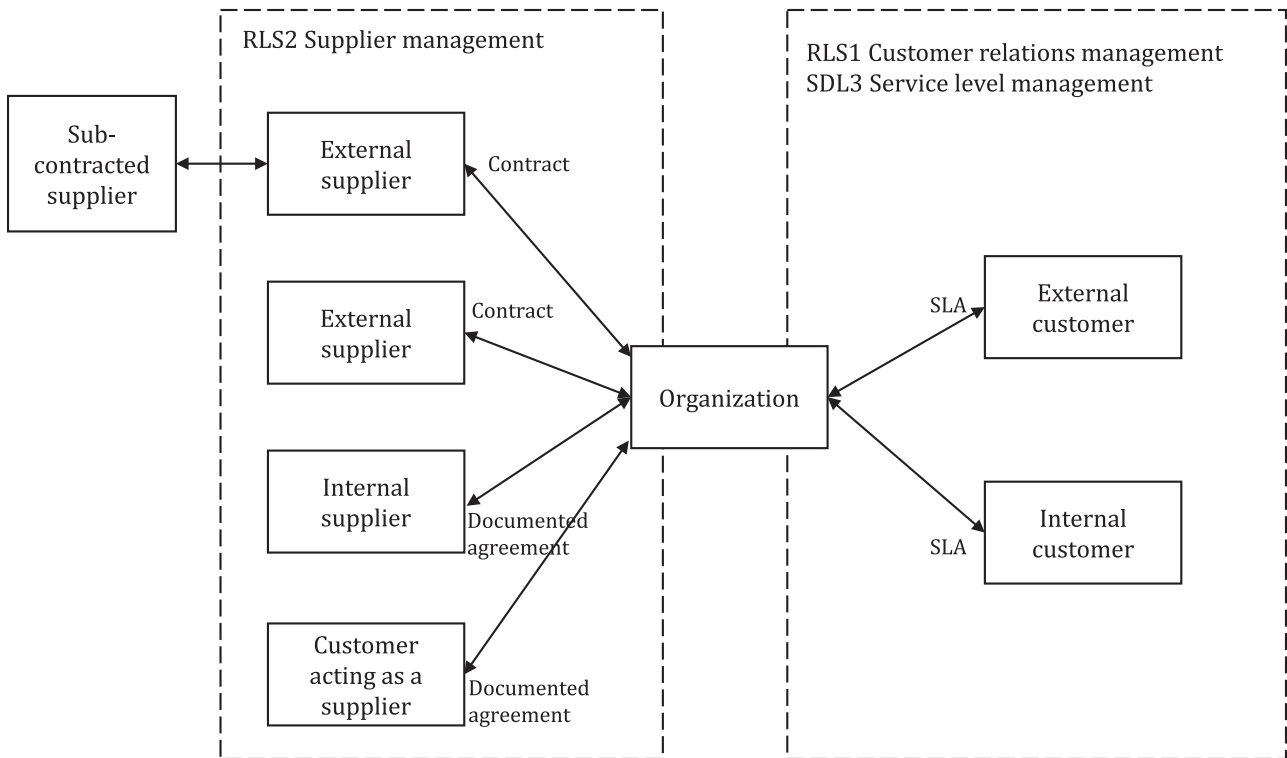 RLS2 Supplier management
RLS1 Customer relations management
SDL3 Service level management
Sub-
contracted
supplier
External
supplier
Contract
External
supplier
Contract
Internal
supplier
Documented
agreement
Customer
acting as a
supplier
Documented
agreement
Organization
SLA
External
customer
SLA
Internal
customer